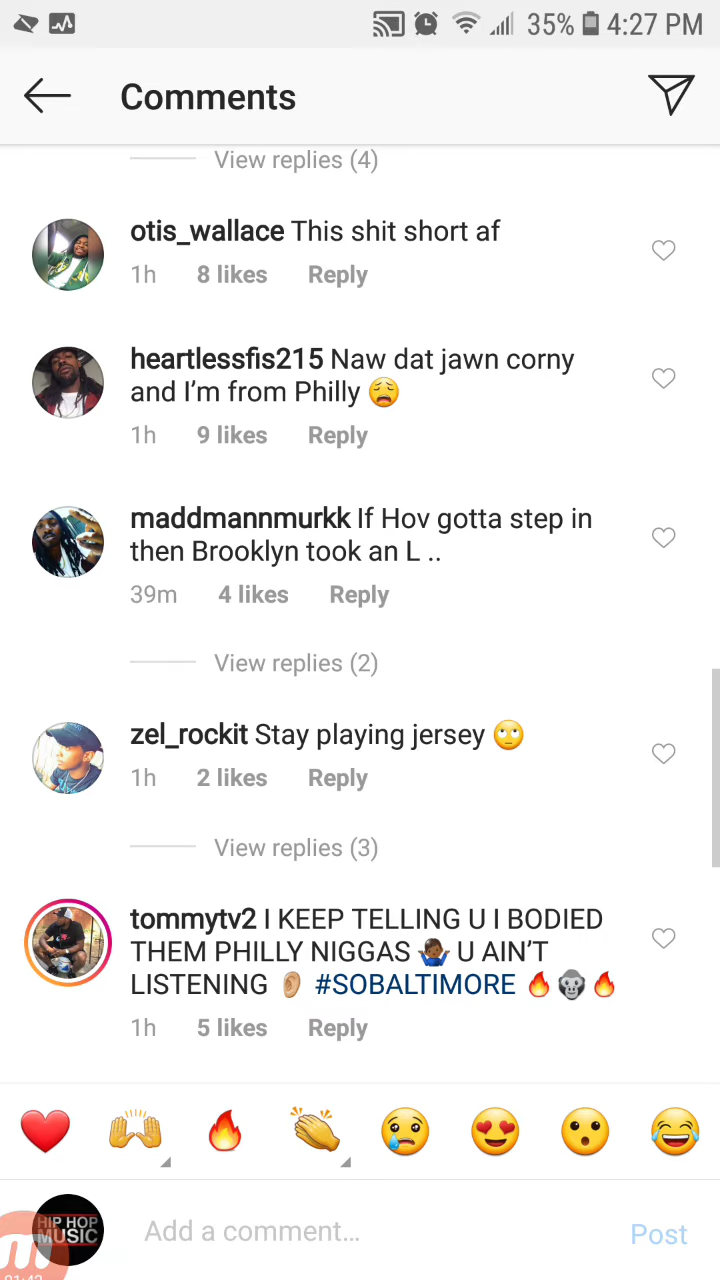 35% 4:27 PM
Comments
View replies (4)
otis_wallace This shit short af
1h 8 likes Reply
heartlessfis215 Naw dat jawn corny
and I'm from Philly 😩
1h 9 likes Reply
maddmannmurkk If Hov gotta step in
then Brooklyn took an L ..
39m 4 likes Reply
View replies (2)
zel_rockit Stay playing jersey 🙄
1h 2 likes Reply
View replies (3)
tommytv2 I KEEP TELLING U I BODIED
THEM PHILLY NIGGAS 🤷🏾‍♂️ U AIN'T
LISTENING 👂🏼 #SOBALTIMORE 🔥🦍🔥
1h 5 likes Reply
HIP HOP
MUSIC
Add a comment...
Post
m
01:42